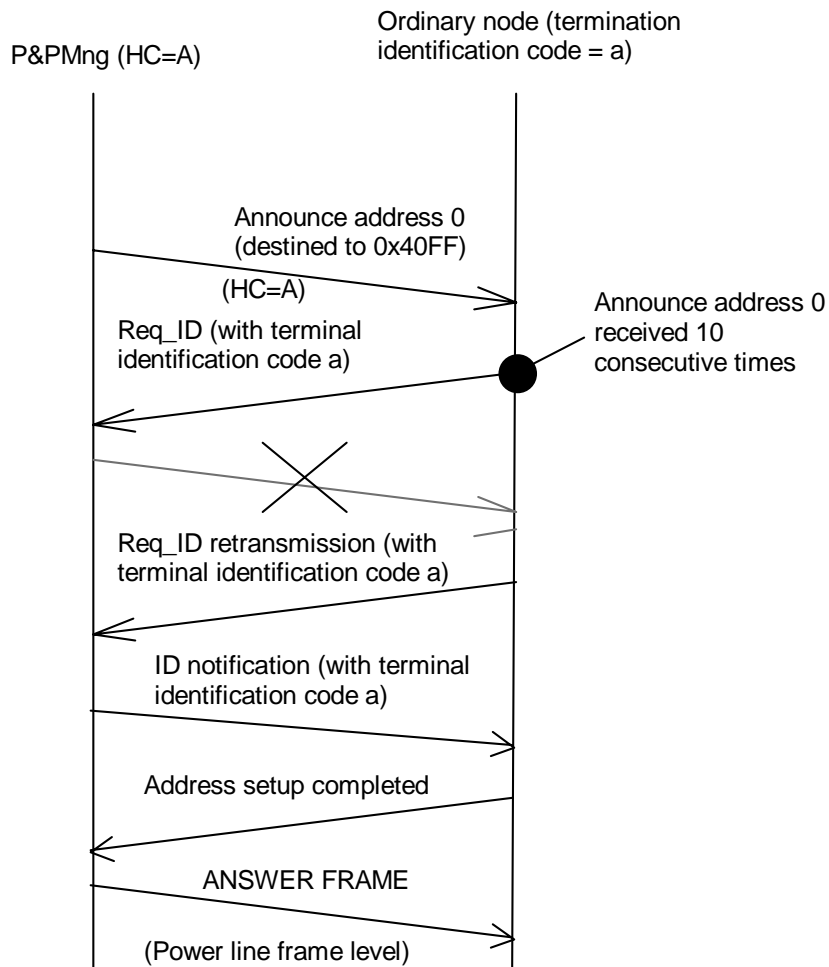 Ordinary node (termination
identification code = a)
P&PMng (HC=A)
Announce address 0
(destined to 0x40FF)
(HC=A)
Announce address 0
received 10
consecutive times
Req_ID (with terminal
identification code a)
Req_ID retransmission (with
terminal identification code a)
ID notification (with terminal
identification code a)
Address setup completed
ANSWER FRAME
(Power line frame level)